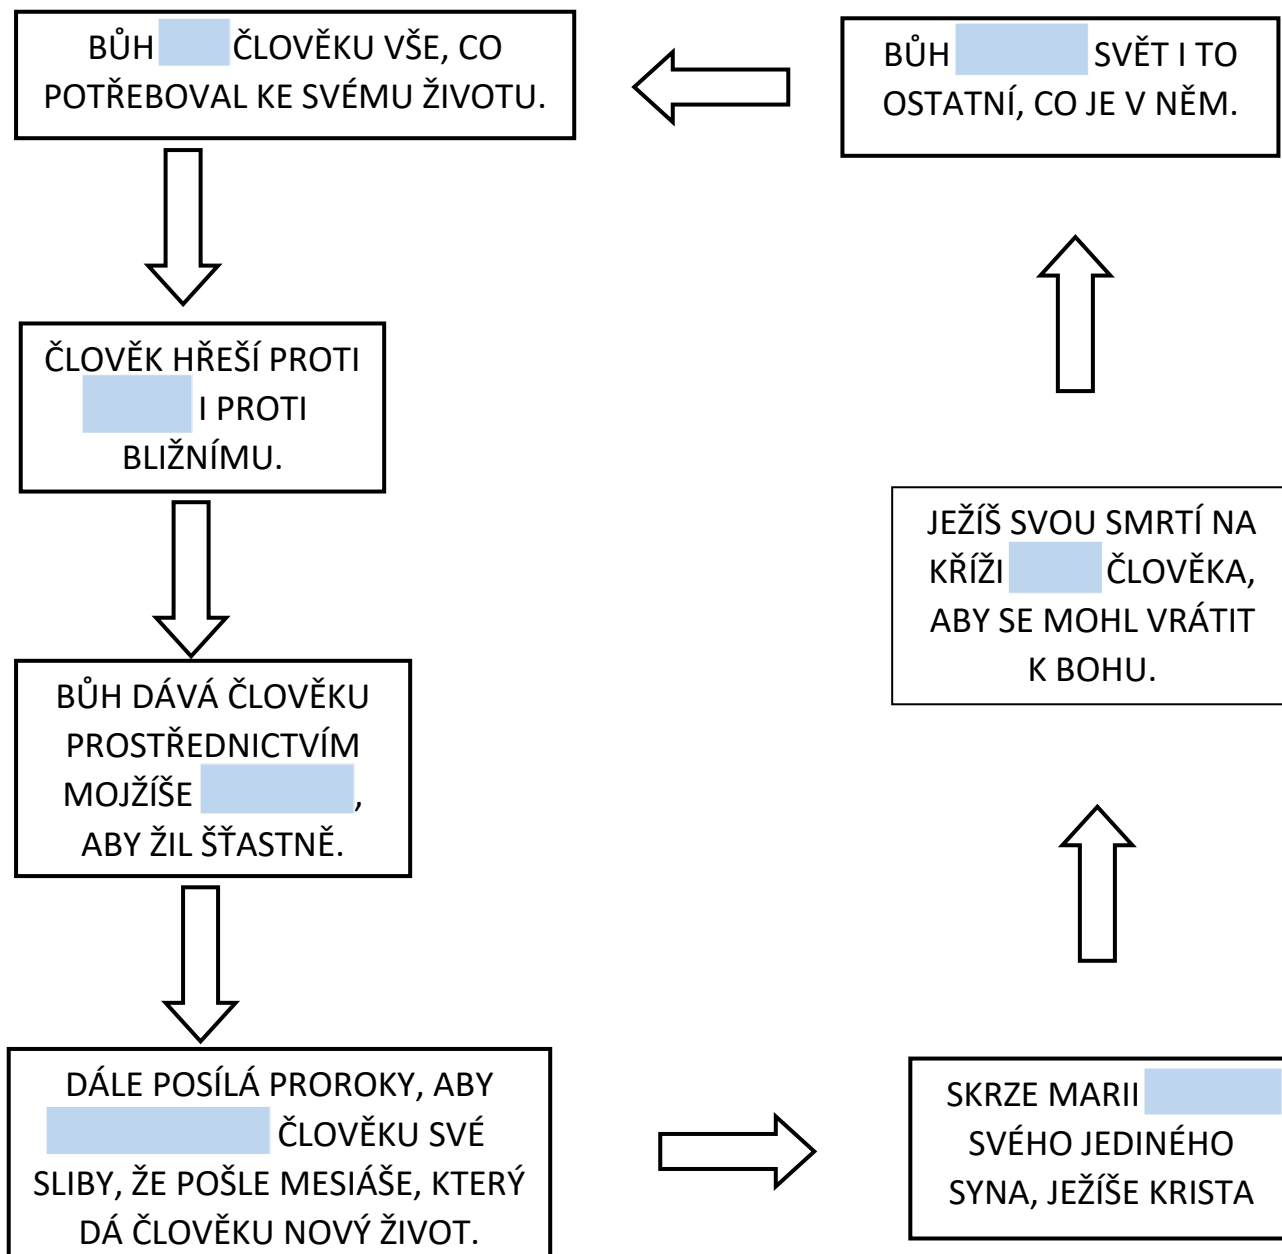 BŮH ČLOVĚKU VŠE, CO
POTŘEBOVAL KE SVÉMU ŽIVOTU.
BŮH SVĚT I TO
OSTATNÍ, CO JE V NĚM.
ČLOVĚK HŘEŠÍ PROTI
I PROTI
BLIŽNÍMU.
JEŽÍŠ SVOU SMRTÍ NA
KŘÍŽI ČLOVĚKA,
ABY SE MOHL VRÁTIT
K BOHU.
BŮH DÁVÁ ČLOVĚKU
PROSTŘEDNICTVÍM
MOJŽÍŠE ,
ABY ŽIL ŠŤASTNĚ.
DÁLE POSÍLÁ PROROKY, ABY
ČLOVĚKU SVÉ
SLIBY, ŽE POŠLE MESIÁŠE, KTERÝ
DÁ ČLOVĚKU NOVÝ ŽIVOT.
SKRZE MARII
SVÉHO JEDINÉHO
SYNA, JEŽÍŠE KRISTA